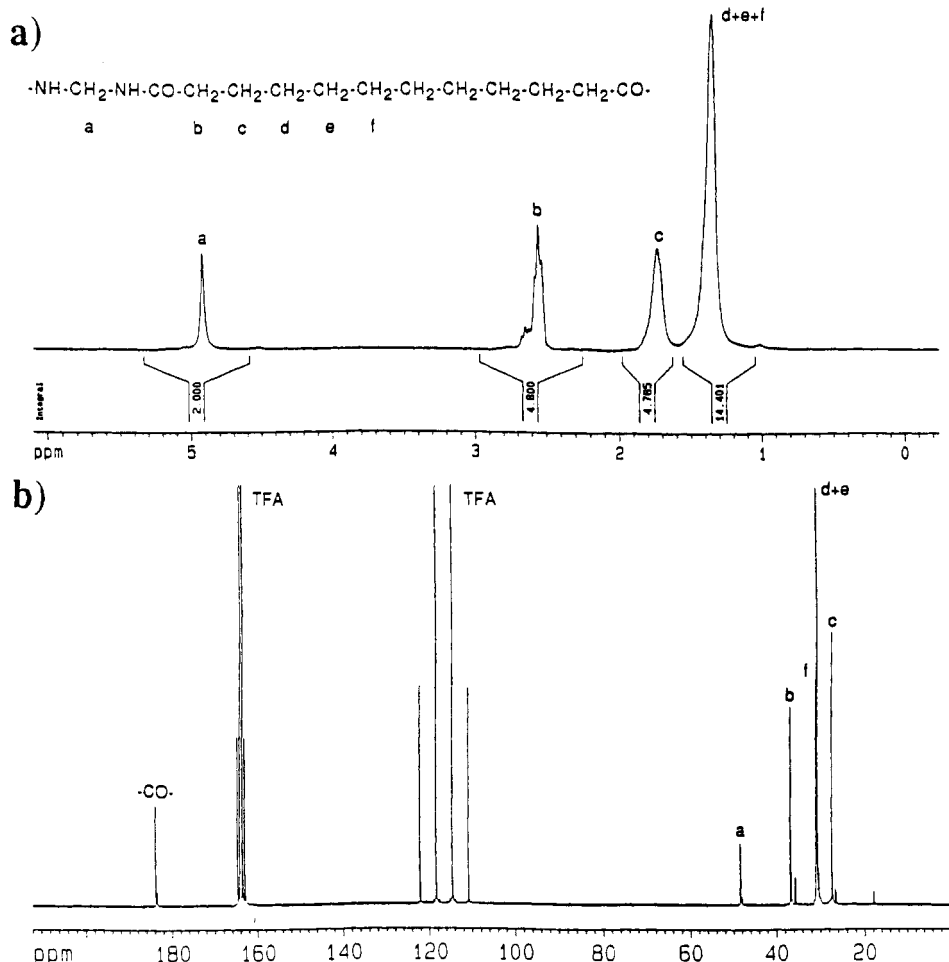 a)
d+e+f
-NH-CH2-NH-CO-CH2-CH2-CH2-CH2-CH2-CH2-CH2-CH2-CH2-CH2-CO-
a b c d e f
a
b
c
Integral
2.000
4.800
4.785
14.401
ppm 5 4 3 2 1 0
b)
TFA
TFA
d+e
c
f
b
-CO-
a
ppm 180 160 140 120 100 80 60 40 20